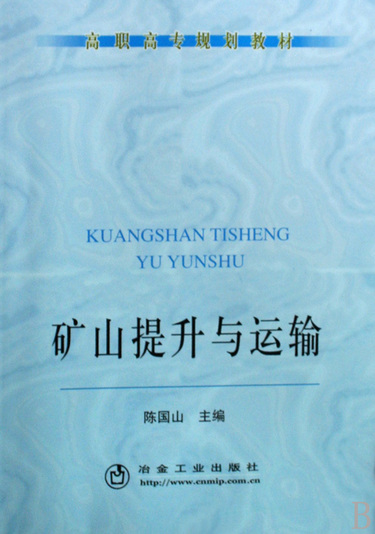 高职高专规划教材
KUANGSHAN TISHENG
YU YUNSHU
矿山提升与运输
陈国山 主编
冶金工业出版社
http://www.cnmip.com.cn
B